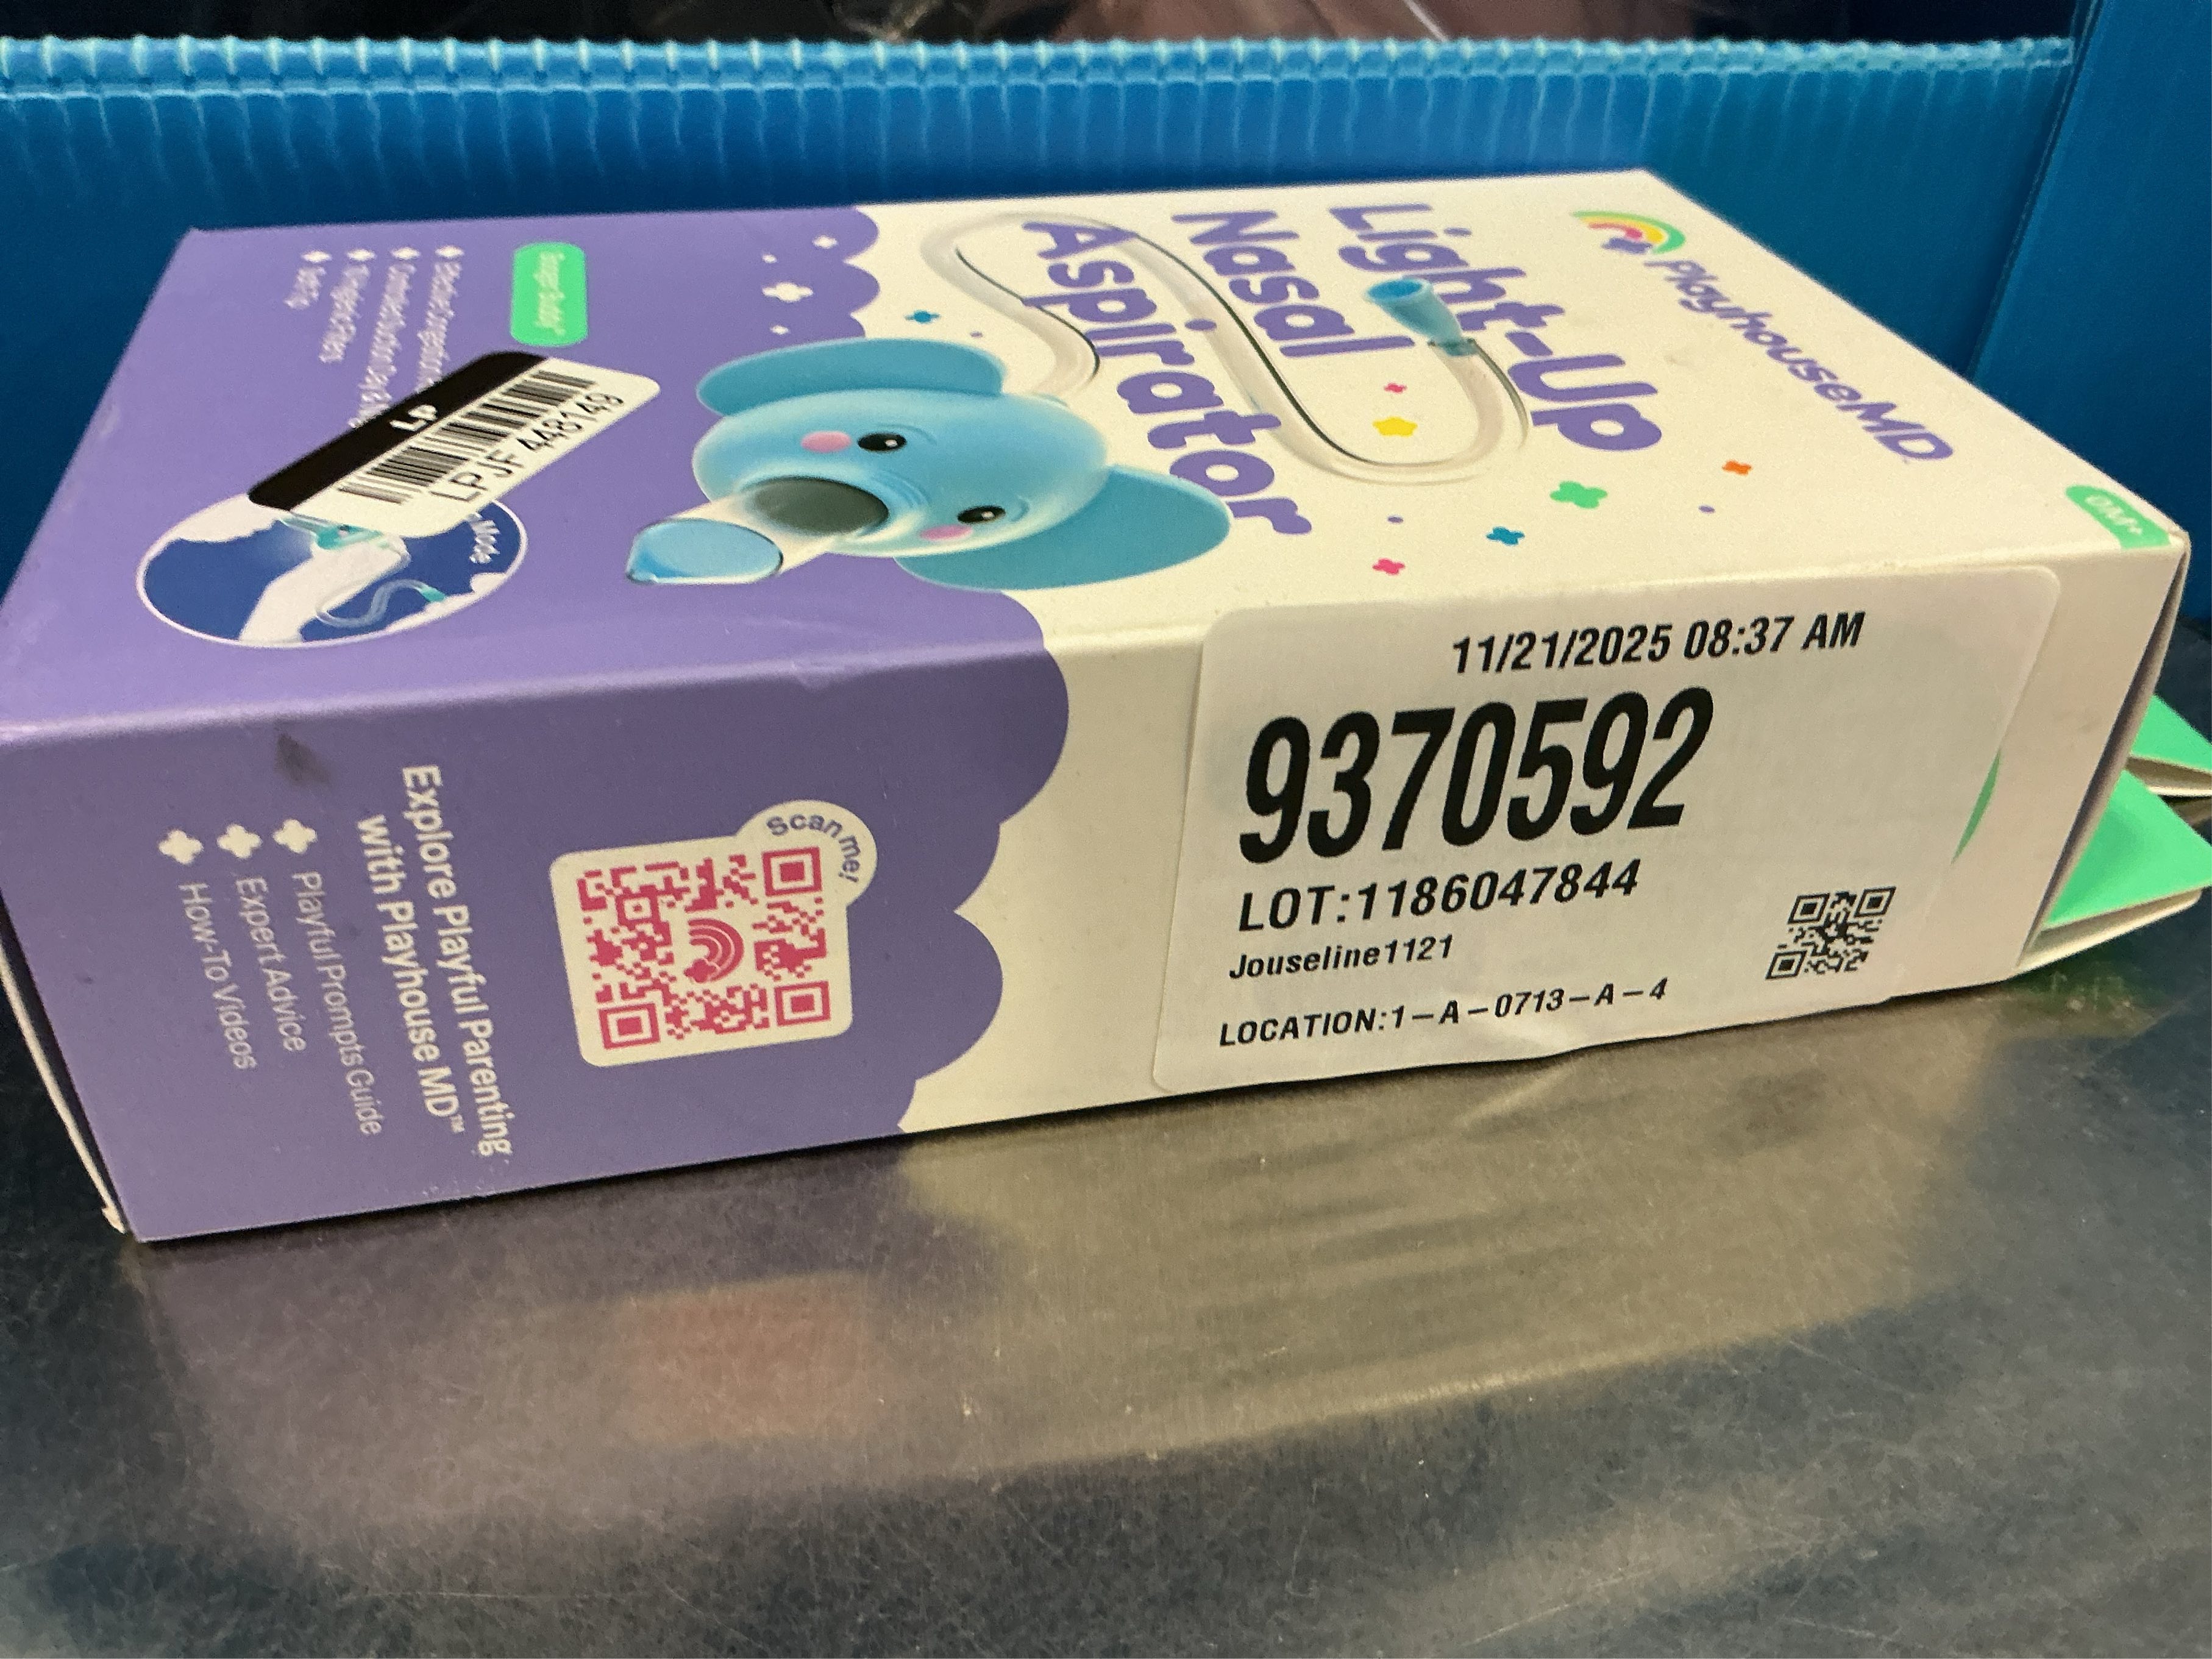 PlayhouseMD
0M+
Light-Up
Nasal
Aspirator
LP
LP JF 448149
Mode
11/21/2025 08:37 AM
9370592
LOT:1186047844
Jouseline1121
LOCATION:1-A-0713-A-4
Scan me!
Explore Playful Parenting
with Playhouse MD™
Playful Prompts Guide
Expert Advice
How-To Videos